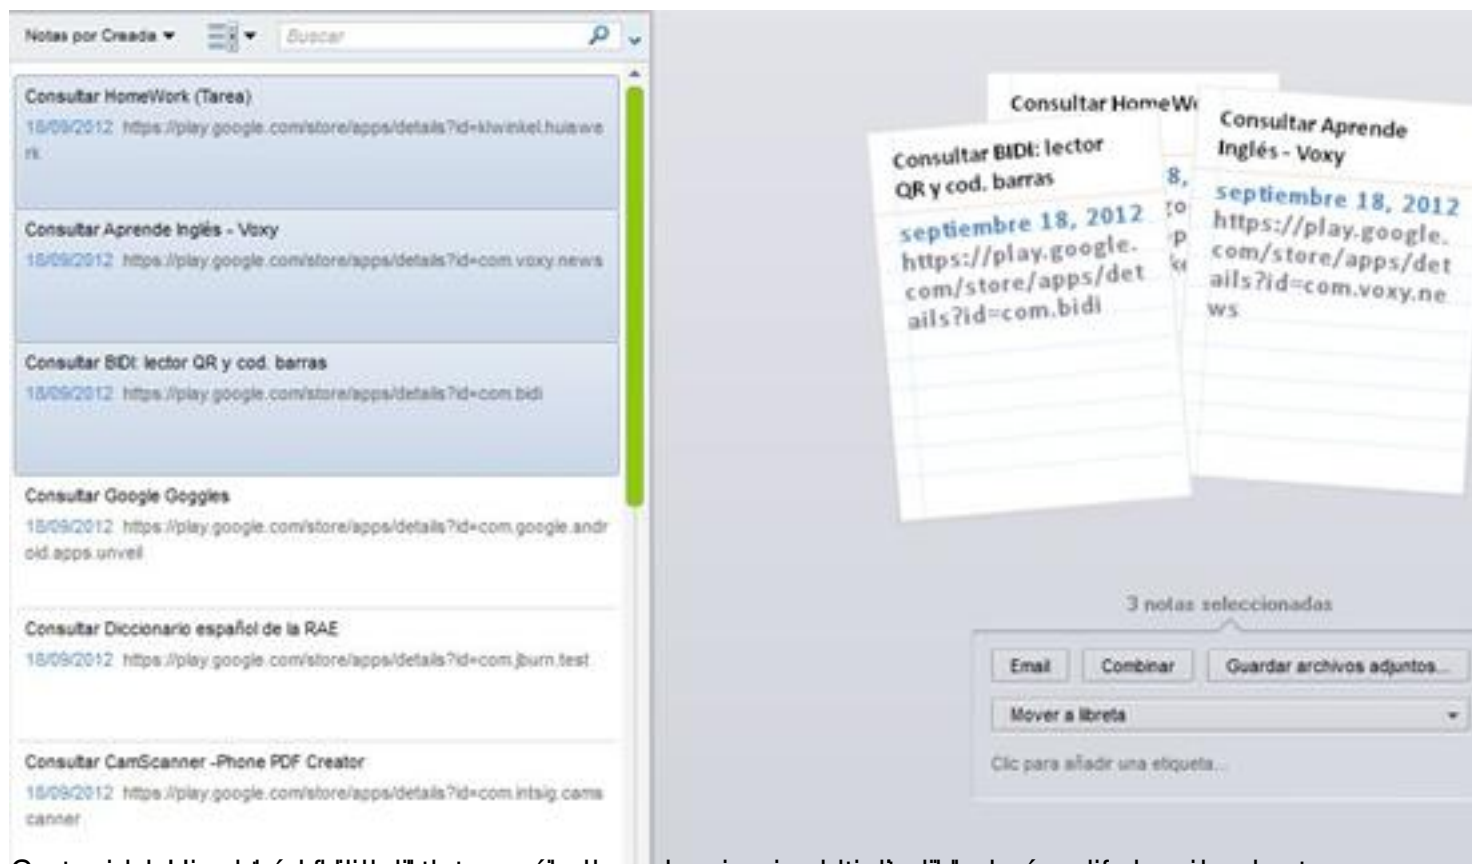 Notas por Creada
Buscar
Consultar HomeWork (Tarea)
18/09/2012 https://play.google.com/store/apps/details?id=klwinkel.huiswe
rk
Consultar Aprende Inglés - Voxy
18/09/2012 https://play.google.com/store/apps/details?id=com.voxy.news
Consultar BIDI: lector QR y cod. barras
18/09/2012 https://play.google.com/store/apps/details?id=com.bidi
Consultar Google Goggles
18/09/2012 https://play.google.com/store/apps/details?id=com.google.andr
oid.apps.unveil
Consultar Diccionario español de la RAE
18/09/2012 https://play.google.com/store/apps/details?id=com.jburn.test
Consultar CamScanner -Phone PDF Creator
18/09/2012 https://play.google.com/store/apps/details?id=com.intsig.cams
canner
Consultar HomeWo
8,
Consultar BIDI: lector
QR y cod. barras
septiembre 18, 2012
https://play.google.
com/store/apps/det
ails?id=com.bidi
Consultar Aprende
Inglés - Voxy
septiembre 18, 2012
https://play.google.
com/store/apps/det
ails?id=com.voxy.ne
ws
3 notas seleccionadas
Email
Combinar
Guardar archivos adjuntos...
Mover a libreta
Clic para añadir una etiqueta...